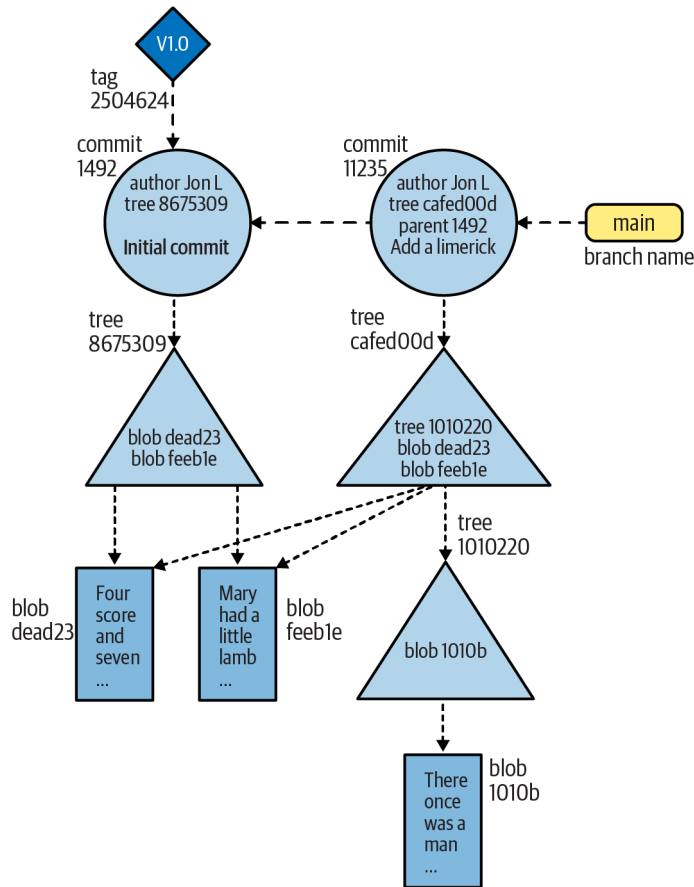 V1.0
tag
2504624
commit
1492
author Jon L
tree 8675309
Initial commit
commit
11235
author Jon L
tree cafed00d
parent 1492
Add a limerick
main
branch name
tree
8675309
blob dead23
blob feeb1e
tree
cafed00d
tree 1010220
blob dead23
blob feeb1e
tree
1010220
blob
dead23
Four
score
and
seven
...
Mary
had a
little
lamb
...
blob
feeb1e
blob 1010b
There
once
was a
man
...
blob
1010b